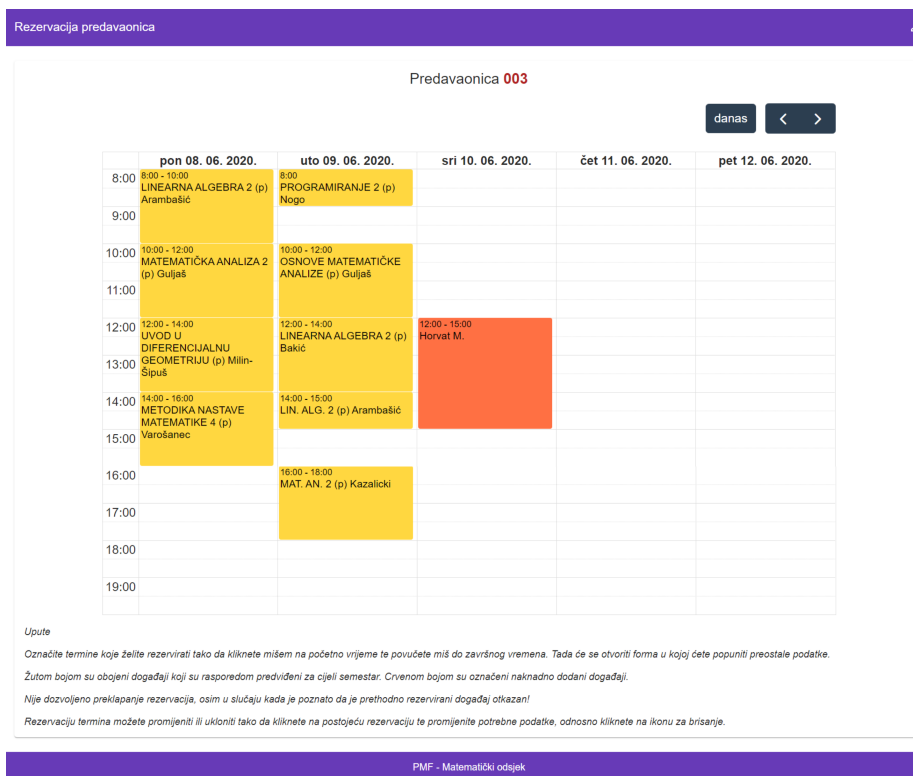 Rezervacija predavaonica
Predavaonica 003
danas
pon 08. 06. 2020. uto 09. 06. 2020. sri 10. 06. 2020. čet 11. 06. 2020. pet 12. 06. 2020.
8:00
9:00
10:00
11:00
12:00
13:00
14:00
15:00
16:00
17:00
18:00
19:00
8:00 - 10:00
LINEARNA ALGEBRA 2 (p)
Arambašić
10:00 - 12:00
MATEMATIČKA ANALIZA 2
(p) Guljaš
12:00 - 14:00
UVOD U
DIFERENCIJALNU
GEOMETRIJU (p) Milin-
Šipuš
14:00 - 16:00
METODIKA NASTAVE
MATEMATIKE 4 (p)
Varošanec
8:00
PROGRAMIRANJE 2 (p)
Nogo
10:00 - 12:00
OSNOVE MATEMATIČKE
ANALIZE (p) Guljaš
12:00 - 14:00
LINEARNA ALGEBRA 2 (p)
Bakić
14:00 - 15:00
LIN. ALG. 2 (p) Arambašić
16:00 - 18:00
MAT. AN. 2 (p) Kazalicki
12:00 - 15:00
Horvat M.
Upute
Označite termine koje želite rezervirati tako da kliknete mišem na početno vrijeme te povučete miš do završnog vremena. Tada će se otvoriti forma u kojoj ćete popuniti preostale podatke.
Žutom bojom su obojeni događaji koji su rasporedom predviđeni za cijeli semestar. Crvenom bojom su označeni naknadno dodani događaji.
Nije dozvoljeno preklapanje rezervacija, osim u slučaju kada je poznato da je prethodno rezervirani događaj otkazan!
Rezervaciju termina možete promijeniti ili ukloniti tako da kliknete na postojeću rezervaciju te promijenite potrebne podatke, odnosno kliknete na ikonu za brisanje.
PMF - Matematički odsjek